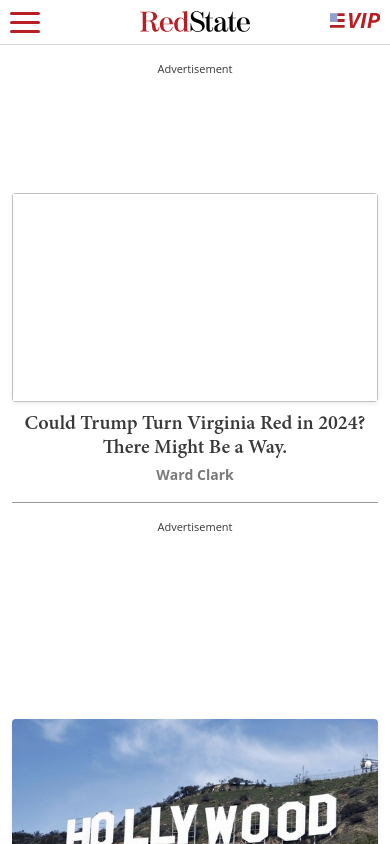 RedState
VIP
Advertisement
Could Trump Turn Virginia Red in 2024?
There Might Be a Way.
Ward Clark
Advertisement
HOLLYWOOD